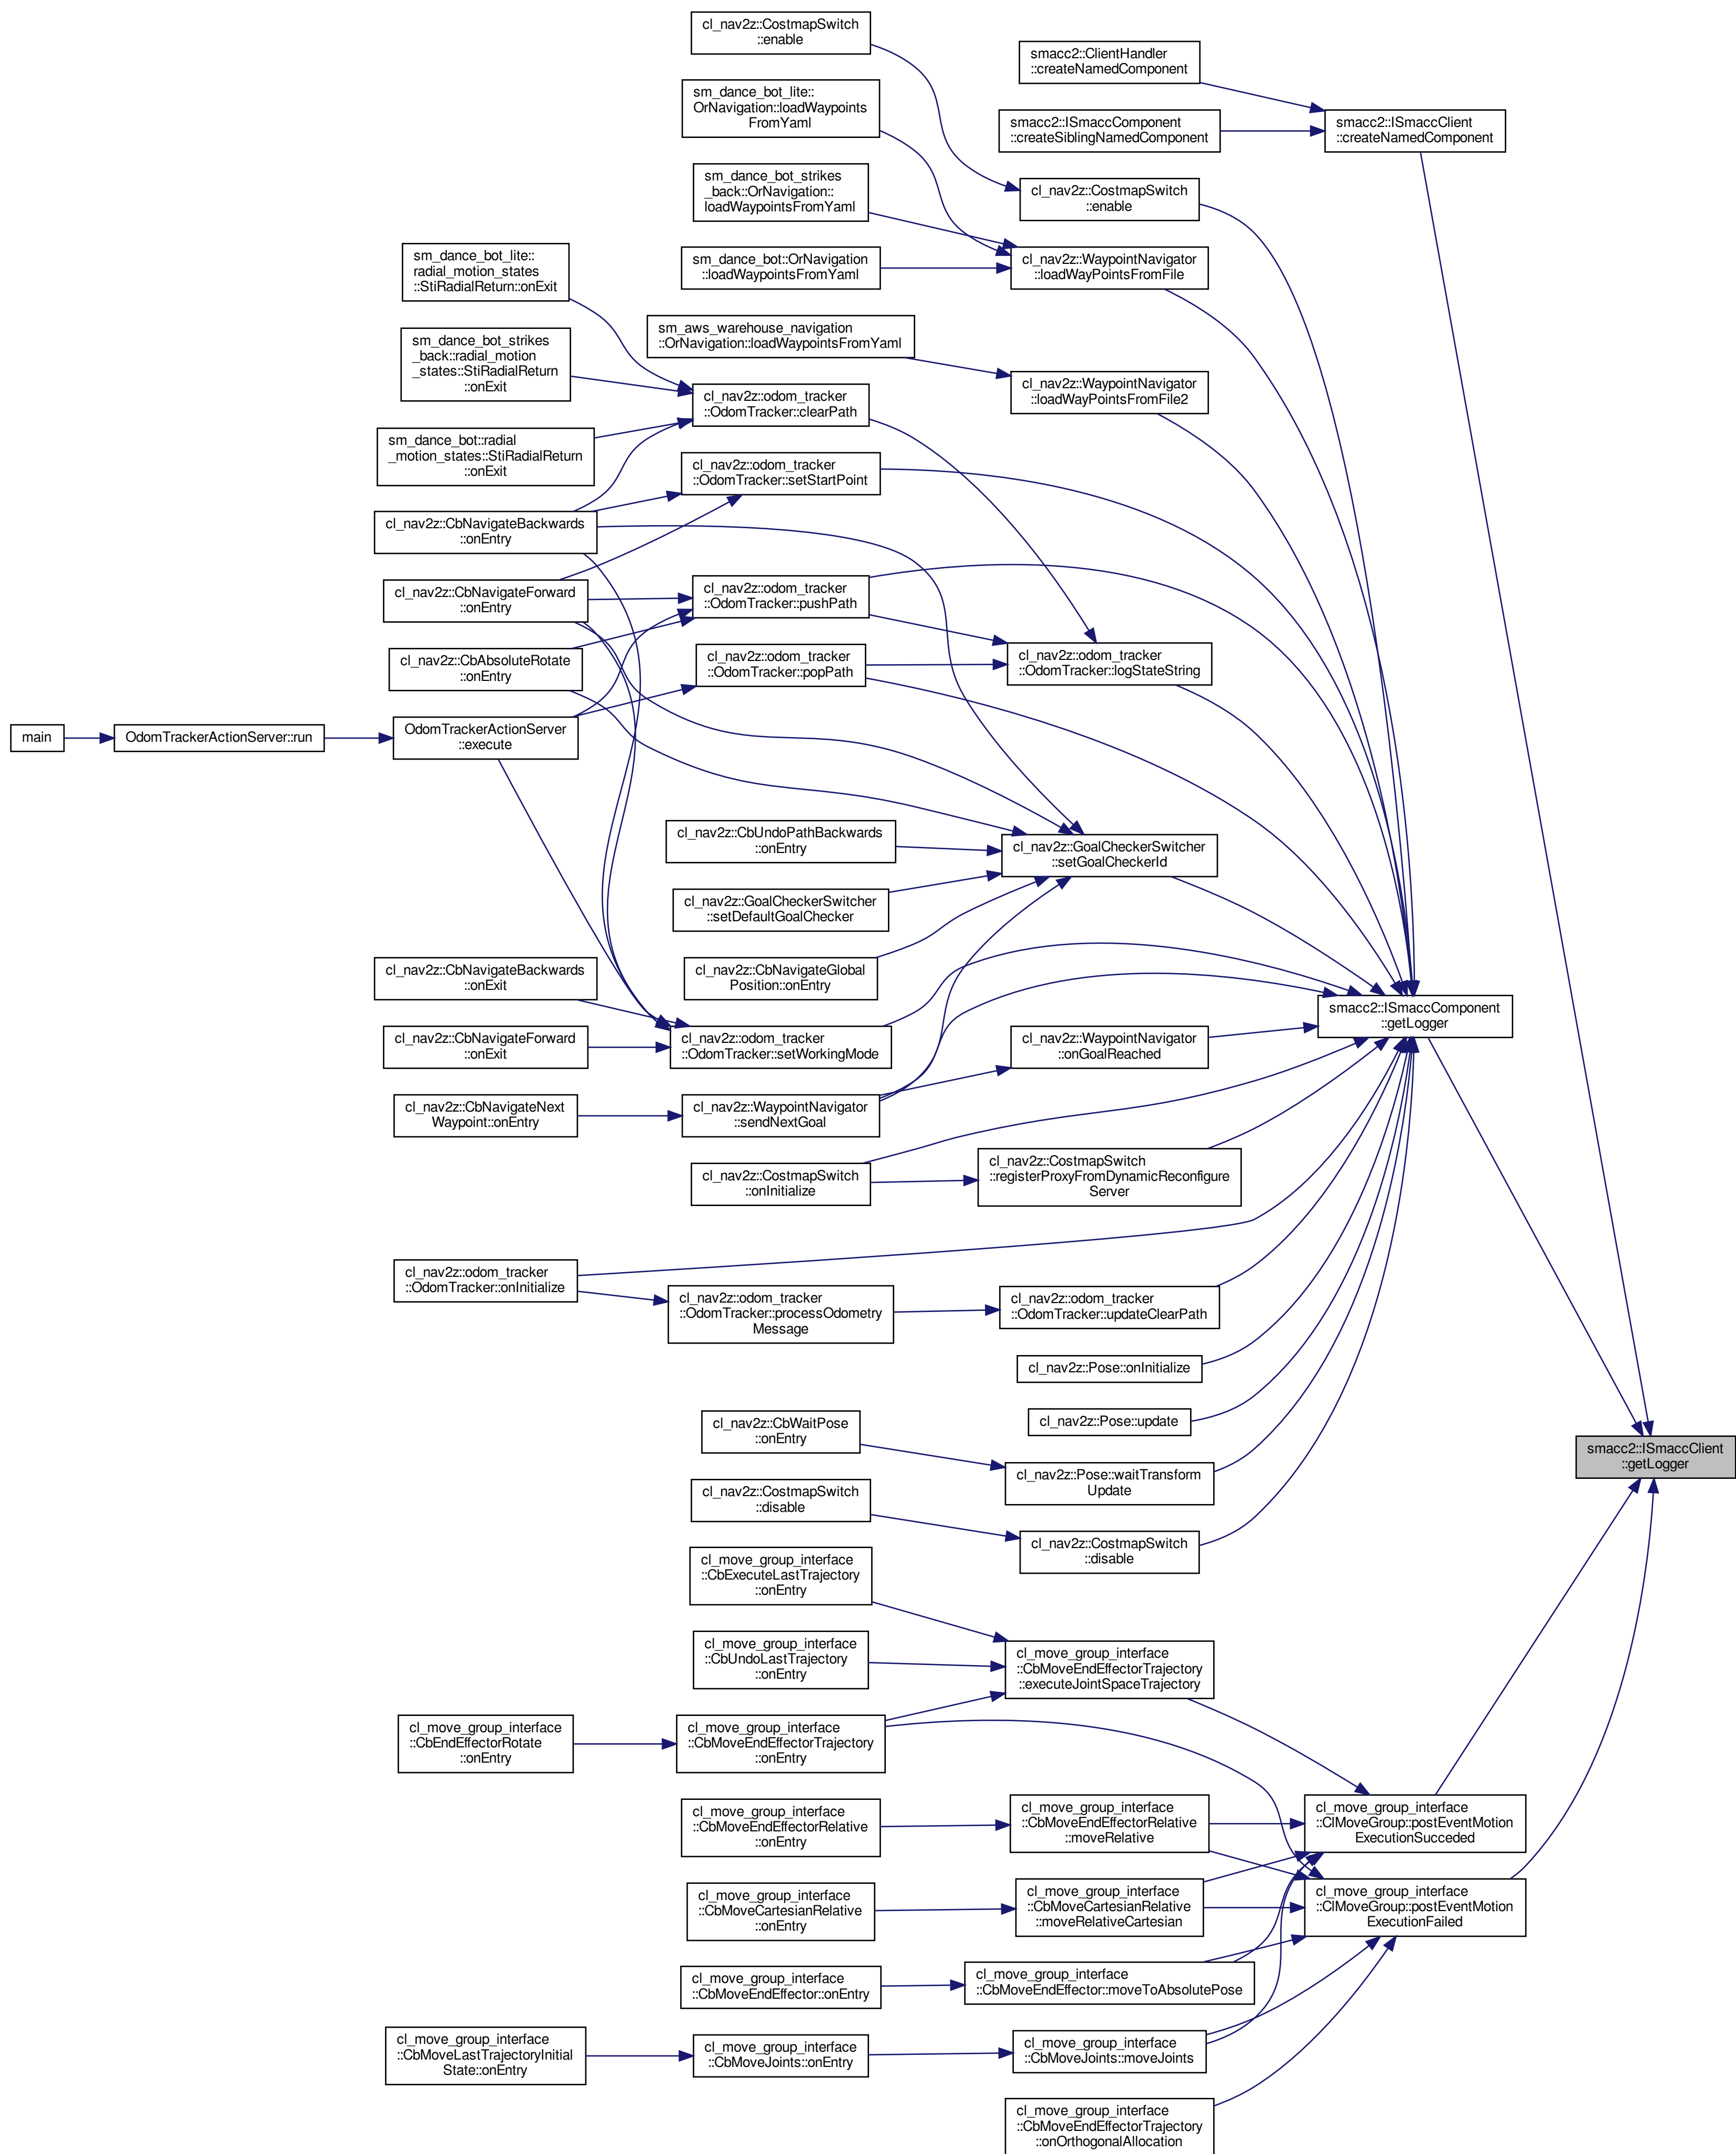 cl_nav2z::CostmapSwitch
::enable
smacc2::ClientHandler
::createNamedComponent
sm_dance_bot_lite::
OrNavigation::loadWaypoints
FromYaml
smacc2::ISmaccComponent
::createSiblingNamedComponent
smacc2::ISmaccClient
::createNamedComponent
sm_dance_bot_strikes
_back::OrNavigation::
loadWaypointsFromYaml
cl_nav2z::CostmapSwitch
::enable
sm_dance_bot_lite::
radial_motion_states
::StiRadialReturn::onExit
sm_dance_bot::OrNavigation
::loadWaypointsFromYaml
cl_nav2z::WaypointNavigator
::loadWayPointsFromFile
sm_dance_bot_strikes
_back::radial_motion
_states::StiRadialReturn
::onExit
sm_aws_warehouse_navigation
::OrNavigation::loadWaypointsFromYaml
cl_nav2z::WaypointNavigator
::loadWayPointsFromFile2
cl_nav2z::odom_tracker
::OdomTracker::clearPath
sm_dance_bot::radial
_motion_states::StiRadialReturn
::onExit
cl_nav2z::odom_tracker
::OdomTracker::setStartPoint
cl_nav2z::CbNavigateBackwards
::onEntry
cl_nav2z::CbNavigateForward
::onEntry
cl_nav2z::odom_tracker
::OdomTracker::pushPath
cl_nav2z::CbAbsoluteRotate
::onEntry
cl_nav2z::odom_tracker
::OdomTracker::popPath
cl_nav2z::odom_tracker
::OdomTracker::logStateString
main
OdomTrackerActionServer::run
OdomTrackerActionServer
::execute
cl_nav2z::CbUndoPathBackwards
::onEntry
cl_nav2z::GoalCheckerSwitcher
::setGoalCheckerId
cl_nav2z::GoalCheckerSwitcher
::setDefaultGoalChecker
cl_nav2z::CbNavigateBackwards
::onExit
cl_nav2z::CbNavigateGlobal
Position::onEntry
smacc2::ISmaccComponent
::getLogger
cl_nav2z::CbNavigateForward
::onExit
cl_nav2z::odom_tracker
::OdomTracker::setWorkingMode
cl_nav2z::WaypointNavigator
::onGoalReached
cl_nav2z::CbNavigateNext
Waypoint::onEntry
cl_nav2z::WaypointNavigator
::sendNextGoal
cl_nav2z::CostmapSwitch
::onInitialize
cl_nav2z::CostmapSwitch
::registerProxyFromDynamicReconfigure
Server
cl_nav2z::odom_tracker
::OdomTracker::onInitialize
cl_nav2z::odom_tracker
::OdomTracker::processOdometry
Message
cl_nav2z::odom_tracker
::OdomTracker::updateClearPath
cl_nav2z::Pose::onInitialize
cl_nav2z::Pose::update
cl_nav2z::CbWaitPose
::onEntry
smacc2::ISmaccClient
::getLogger
cl_nav2z::Pose::waitTransform
Update
cl_nav2z::CostmapSwitch
::disable
cl_nav2z::CostmapSwitch
::disable
cl_move_group_interface
::CbExecuteLastTrajectory
::onEntry
cl_move_group_interface
::CbUndoLastTrajectory
::onEntry
cl_move_group_interface
::CbMoveEndEffectorTrajectory
::executeJointSpaceTrajectory
cl_move_group_interface
::CbEndEffectorRotate
::onEntry
cl_move_group_interface
::CbMoveEndEffectorTrajectory
::onEntry
cl_move_group_interface
::CbMoveEndEffectorRelative
::onEntry
cl_move_group_interface
::CbMoveEndEffectorRelative
::moveRelative
cl_move_group_interface
::ClMoveGroup::postEventMotion
ExecutionSucceded
cl_move_group_interface
::CbMoveCartesianRelative
::onEntry
cl_move_group_interface
::CbMoveCartesianRelative
::moveRelativeCartesian
cl_move_group_interface
::ClMoveGroup::postEventMotion
ExecutionFailed
cl_move_group_interface
::CbMoveEndEffector::onEntry
cl_move_group_interface
::CbMoveEndEffector::moveToAbsolutePose
cl_move_group_interface
::CbMoveLastTrajectoryInitial
State::onEntry
cl_move_group_interface
::CbMoveJoints::onEntry
cl_move_group_interface
::CbMoveJoints::moveJoints
cl_move_group_interface
::CbMoveEndEffectorTrajectory
::onOrthogonalAllocation